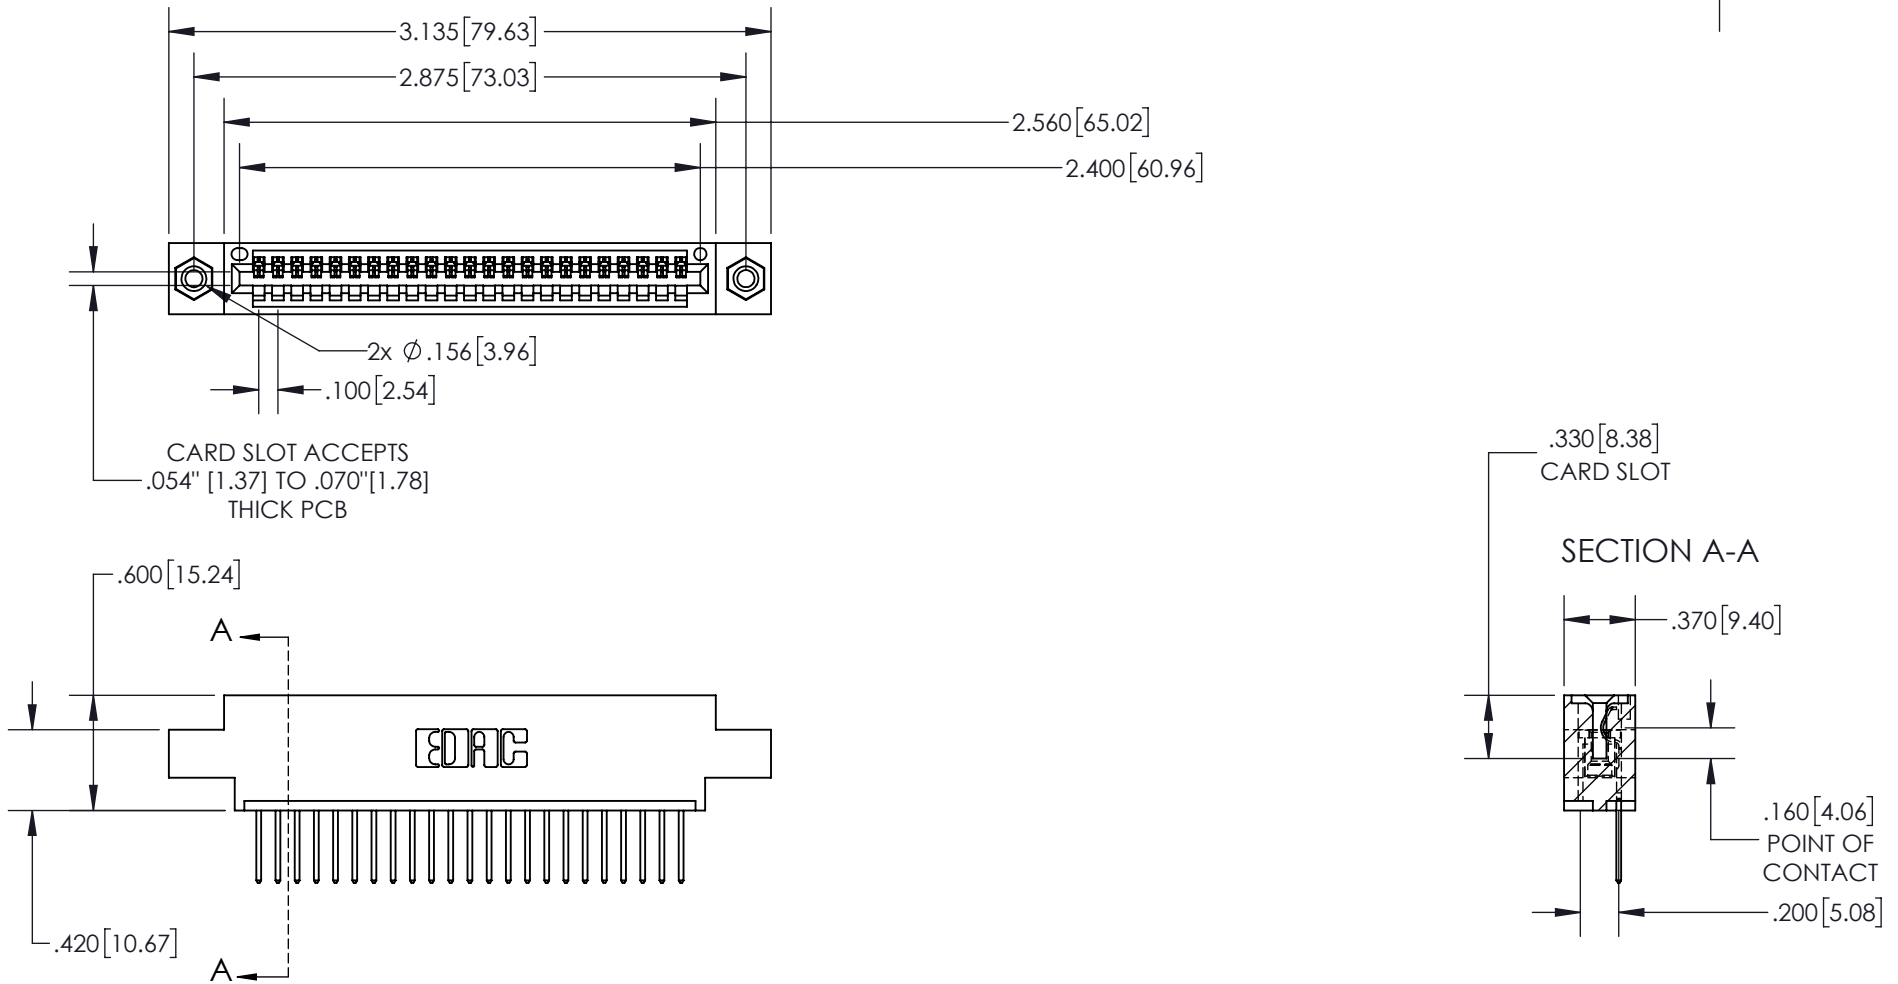 3.135[79.63]
2.875[73.03]
2.560[65.02]
2.400[60.96]
2x Ø.156[3.96]
.100[2.54]
CARD SLOT ACCEPTS
.054" [1.37] TO .070"[1.78]
THICK PCB
.330[8.38]
CARD SLOT
SECTION A-A
.600[15.24]
A
.370[9.40]
EDAC
.160[4.06]
POINT OF
CONTACT
.200[5.08]
.420[10.67]
A